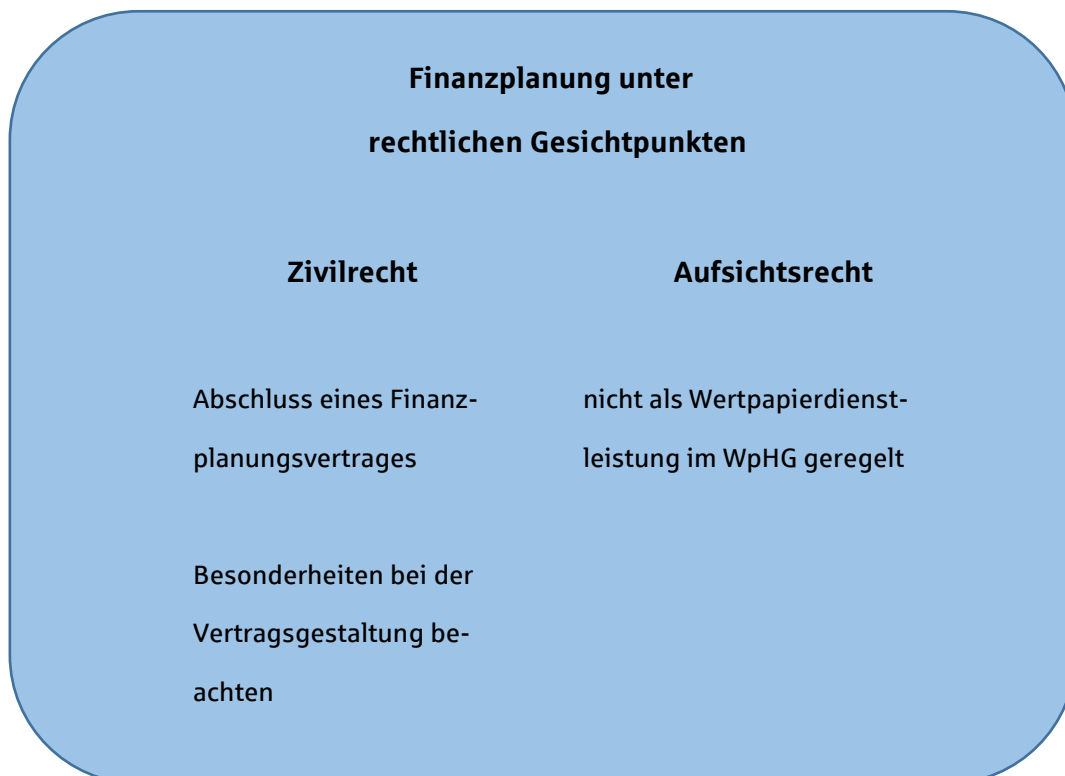 Finanzplanung unter
rechtlichen Gesichtpunkten
Zivilrecht
Aufsichtsrecht
Abschluss eines Finanz-
planungsvertrages
nicht als Wertpapierdienst-
leistung im WpHG geregelt
Besonderheiten bei der
Vertragsgestaltung be-
achten